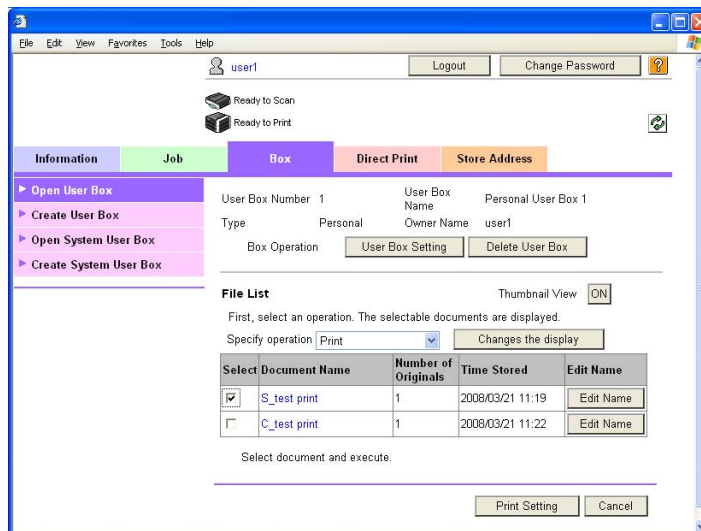 File Edit View Favorites Tools Help
user1 Logout Change Password ?
Ready to Scan
Ready to Print
Information Job Box Direct Print Store Address
Open User Box
Create User Box
Open System User Box
Create System User Box
User Box Number 1 User Box Name Personal User Box 1
Type Personal Owner Name user1
Box Operation User Box Setting Delete User Box
File List Thumbnail View ON
First, select an operation. The selectable documents are displayed.
Specify operation Print Changes the display
Select Document Name Number of Originals Time Stored Edit Name
S_test print 1 2008/03/21 11:19 Edit Name
C_test print 1 2008/03/21 11:22 Edit Name
Select document and execute.
Print Setting Cancel